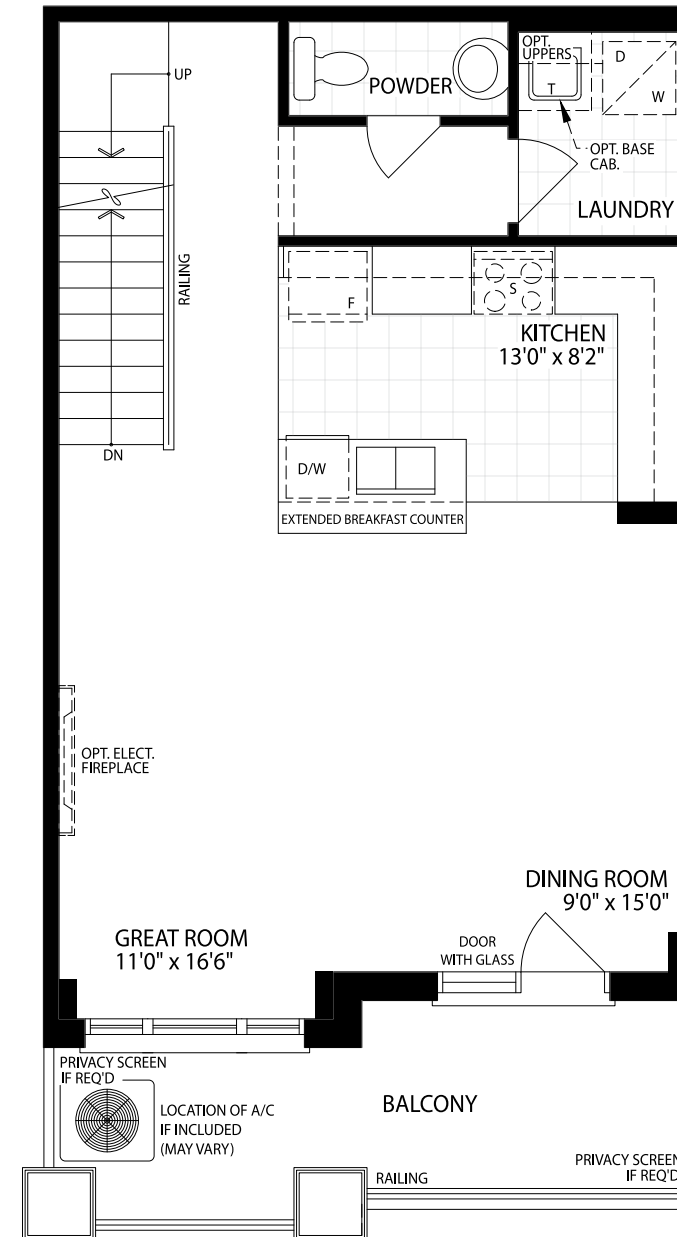 OPT.
UPPERS
D
UP
POWDER
T
W
OPT. BASE
CAB.
LAUNDRY
RAILING
F
S
KITCHEN
13'0" x 8'2"
DN
D/W
EXTENDED BREAKFAST COUNTER
OPT. ELECT.
FIREPLACE
DINING ROOM
9'0" x 15'0"
GREAT ROOM
11'0" x 16'6"
DOOR
WITH GLASS
PRIVACY SCREEN
IF REQ'D
LOCATION OF A/C
IF INCLUDED
(MAY VARY)
BALCONY
PRIVACY SCREEN
IF REQ'D
RAILING